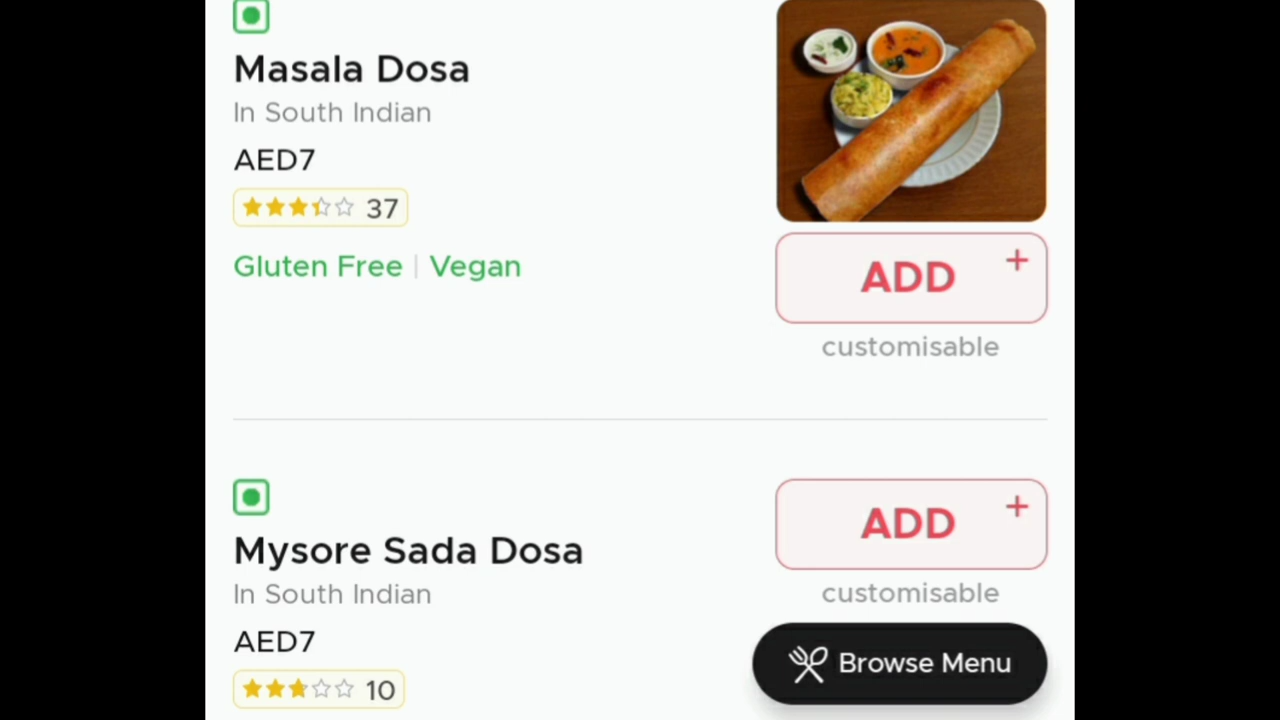 Masala Dosa
In South Indian
AED7
37
Gluten Free | Vegan
ADD +
customisable
Mysore Sada Dosa
In South Indian
AED7
10
ADD +
customisable
Browse Menu